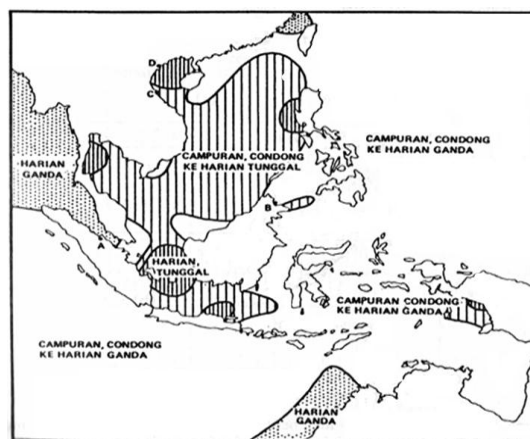 D
C
CAMPURAN, CONDONG
KE HARIAN GANDA
HARIAN
GANDA
CAMPURAN, CONDONG
KE HARIAN TUNGGAL
B
A
HARIAN,
TUNGGAL
CAMPURAN CONDONG
KE HARIAN GANDA
CAMPURAN, CONDONG
KE HARIAN GANDA
HARIAN
GANDA